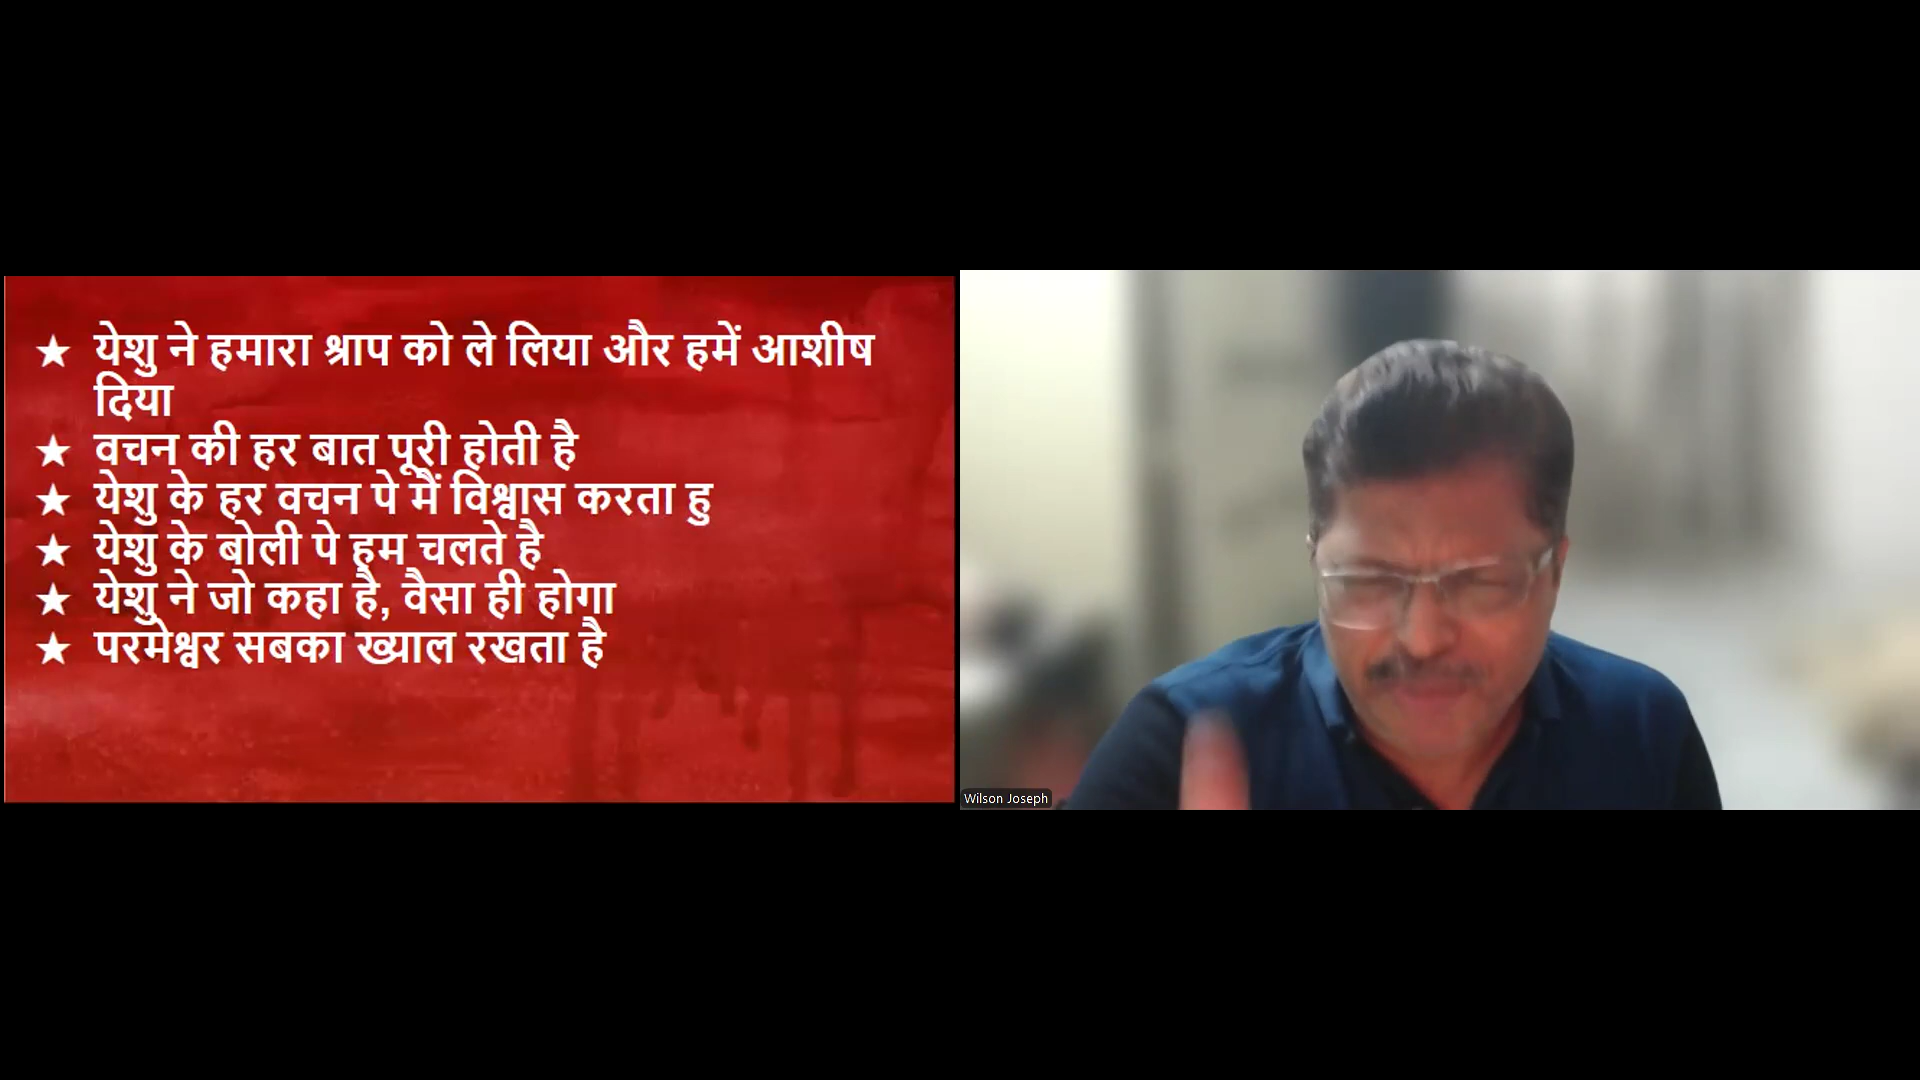 ★ येशु ने हमारा श्राप को ले लिया और हमें आशीष
दिया
★ वचन की हर बात पूरी होती है
★ येशु के हर वचन पे मैं विश्वास करता हु
★ येशु के बोली पे हम चलते है
★ येशु ने जो कहा है, वैसा ही होगा
★ परमेश्वर सबका ख्याल रखता है
Wilson Joseph